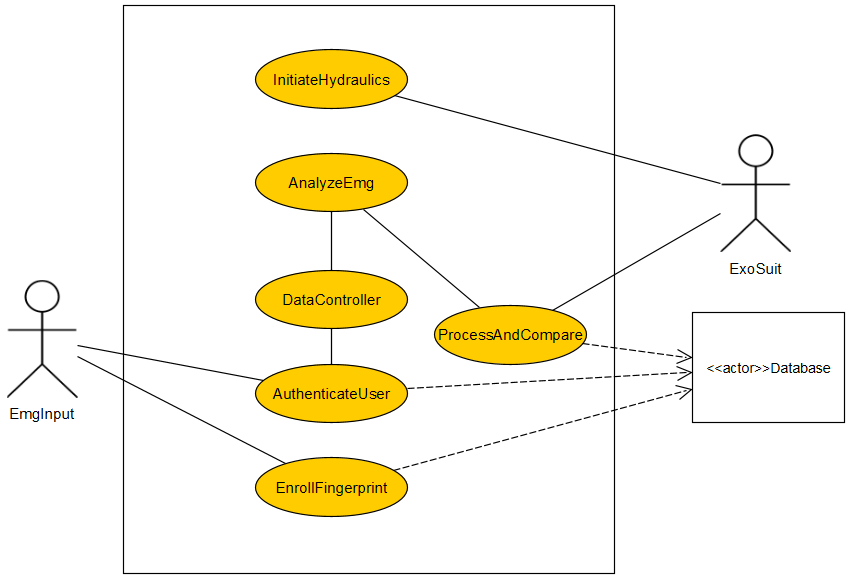 InitiateHydraulics
AnalyzeEmg
ExoSuit
DataController
ProcessAndCompare
<<actor>>Database
AuthenticateUser
EmgInput
EnrollFingerprint